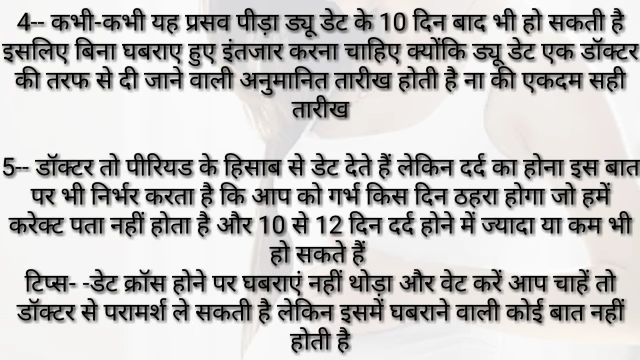 4-- कभी-कभी यह प्रसव पीड़ा ड्यू डेट के 10 दिन बाद भी हो सकती है
इसलिए बिना घबराए हुए इंतजार करना चाहिए क्योंकि ड्यू डेट एक डॉक्टर
की तरफ से दी जाने वाली अनुमानित तारीख होती है ना की एकदम सही
तारीख
5-- डॉक्टर तो पीरियड के हिसाब से डेट देते हैं लेकिन दर्द का होना इस बात
पर भी निर्भर करता है कि आप को गर्भ किस दिन ठहरा होगा जो हमें
करेक्ट पता नहीं होता है और 10 से 12 दिन दर्द होने में ज्यादा या कम भी
हो सकते हैं
टिप्स- -डेट क्रॉस होने पर घबराएं नहीं थोड़ा और वेट करें आप चाहें तो
डॉक्टर से परामर्श ले सकती है लेकिन इसमें घबराने वाली कोई बात नहीं
होती है